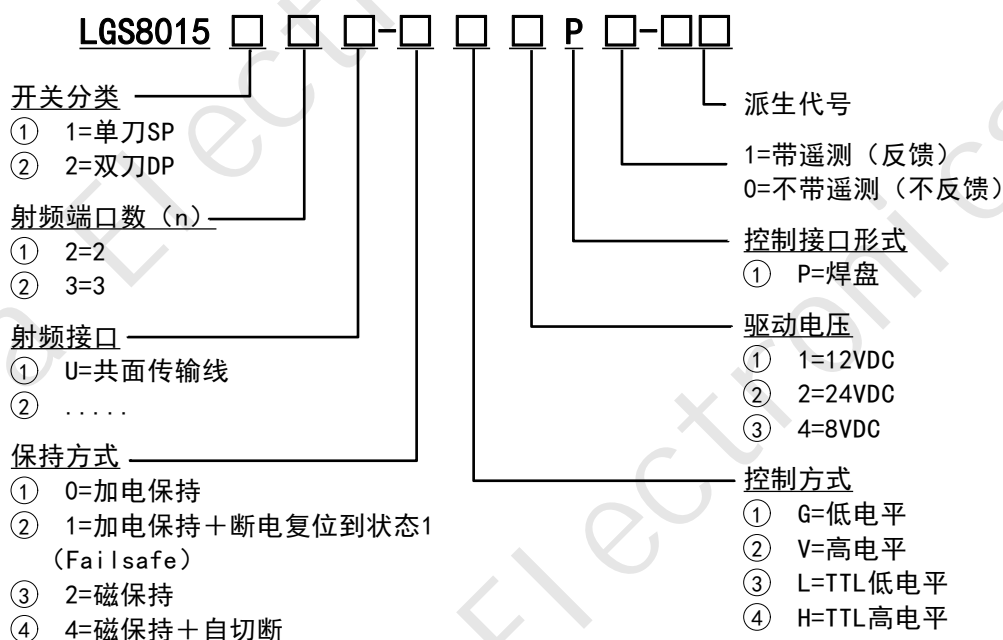 LGS8015 □ □ □-□ □ □ P □-□□
开关分类
① 1=单刀SP
② 2=双刀DP
射频端口数（n）
① 2=2
② 3=3
射频接口
① U=共面传输线
② .....
保持方式
① 0=加电保持
② 1=加电保持＋断电复位到状态1
（Failsafe）
③ 2=磁保持
④ 4=磁保持＋自切断
派生代号
1=带遥测（反馈）
0=不带遥测（不反馈）
控制接口形式
① P=焊盘
驱动电压
① 1=12VDC
② 2=24VDC
③ 4=8VDC
控制方式
① G=低电平
② V=高电平
③ L=TTL低电平
④ H=TTL高电平
a Electronics
Electronics